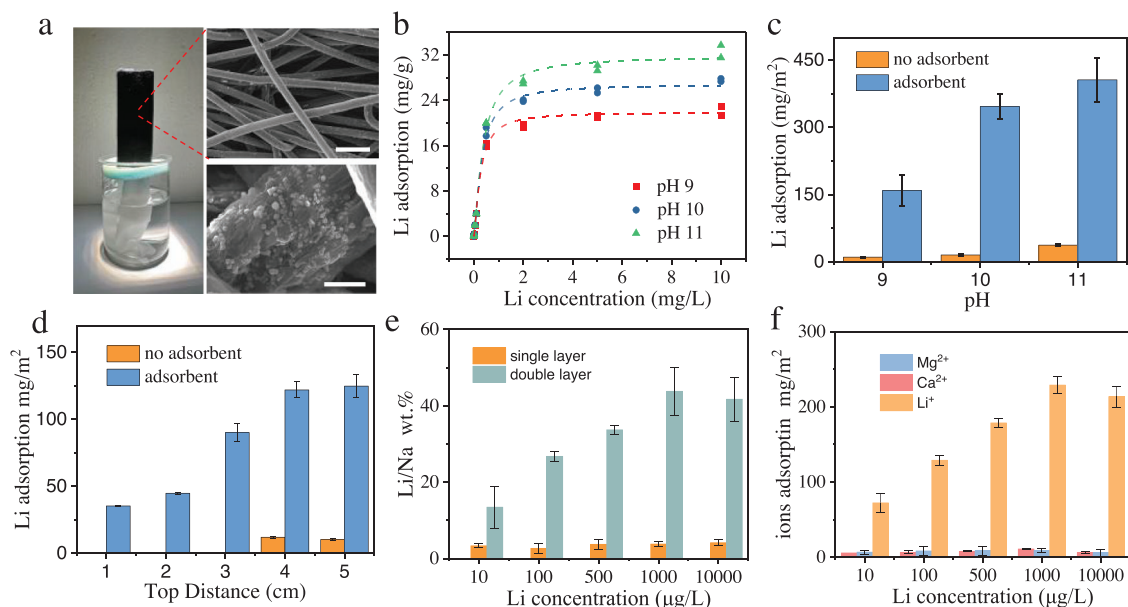 a
b
Li adsorption (mg/g)
32
24
16
8
0
pH 9
pH 10
pH 11
0 2 4 6 8 10
Li concentration (mg/L)
c
Li adsorption (mg/m²)
450
300
150
0
no adsorbent
adsorbent
9 10 11
pH
d
Li adsorption mg/m²
150
100
50
0
no adsorbent
adsorbent
1 2 3 4 5
Top Distance (cm)
e
Li/Na wt.%
60
40
20
0
single layer
double layer
10 100 500 1000 10000
Li concentration (μg/L)
f
ions adsorptin mg/m²
300
200
100
0
Mg²⁺
Ca²⁺
Li⁺
10 100 500 1000 10000
Li concentration (μg/L)